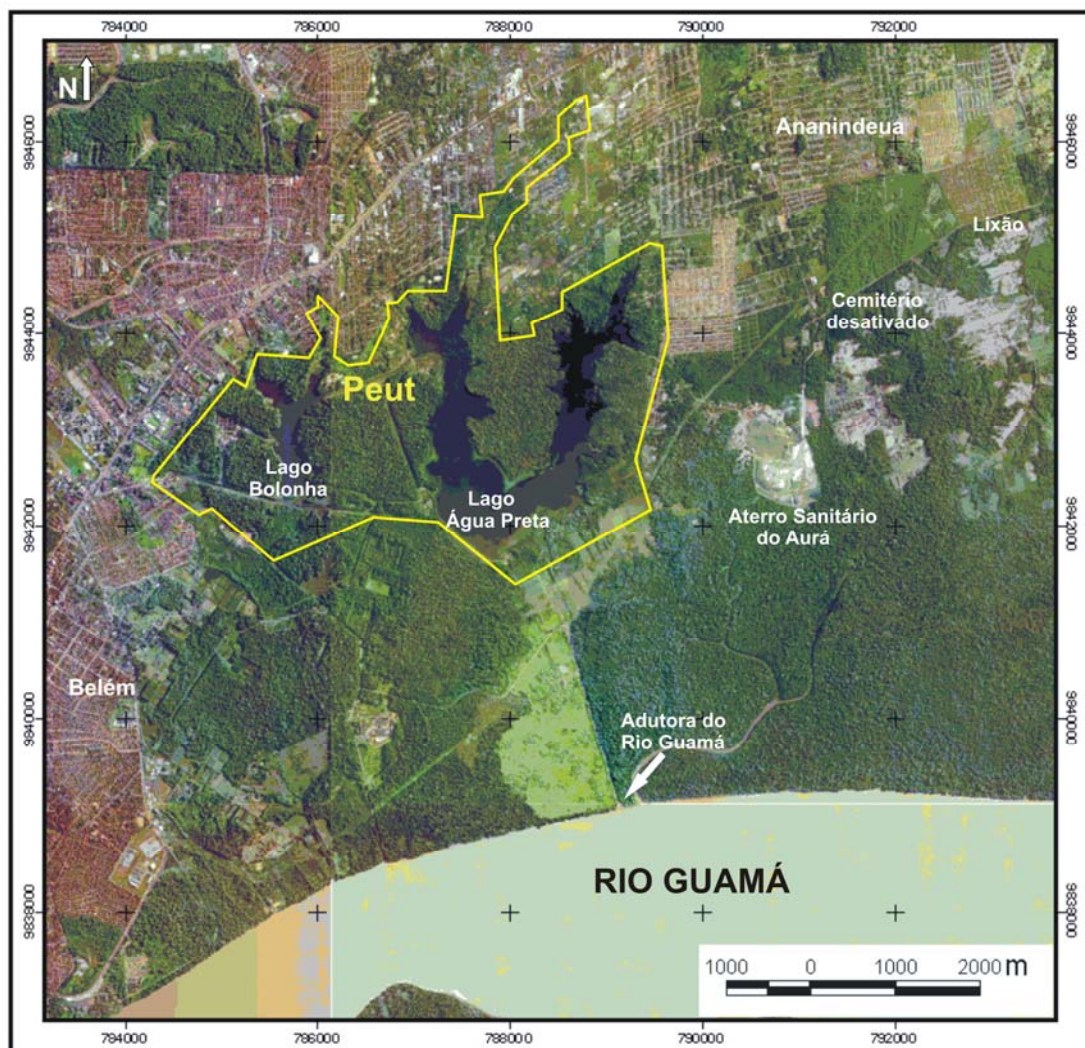 784000 786000 788000 790000 792000
N
9846000
9846000
Ananindeua
Lixão
Cemitério
desativado
9844000
9844000
Peut
Lago
Bolonha
Lago
Água Preta
Aterro Sanitário
do Aurá
9842000
9842000
Belém
Adutora do
Rio Guamá
9840000
9840000
RIO GUAMÁ
9838000
9838000
1000 0 1000 2000 m
784000 786000 788000 790000 792000